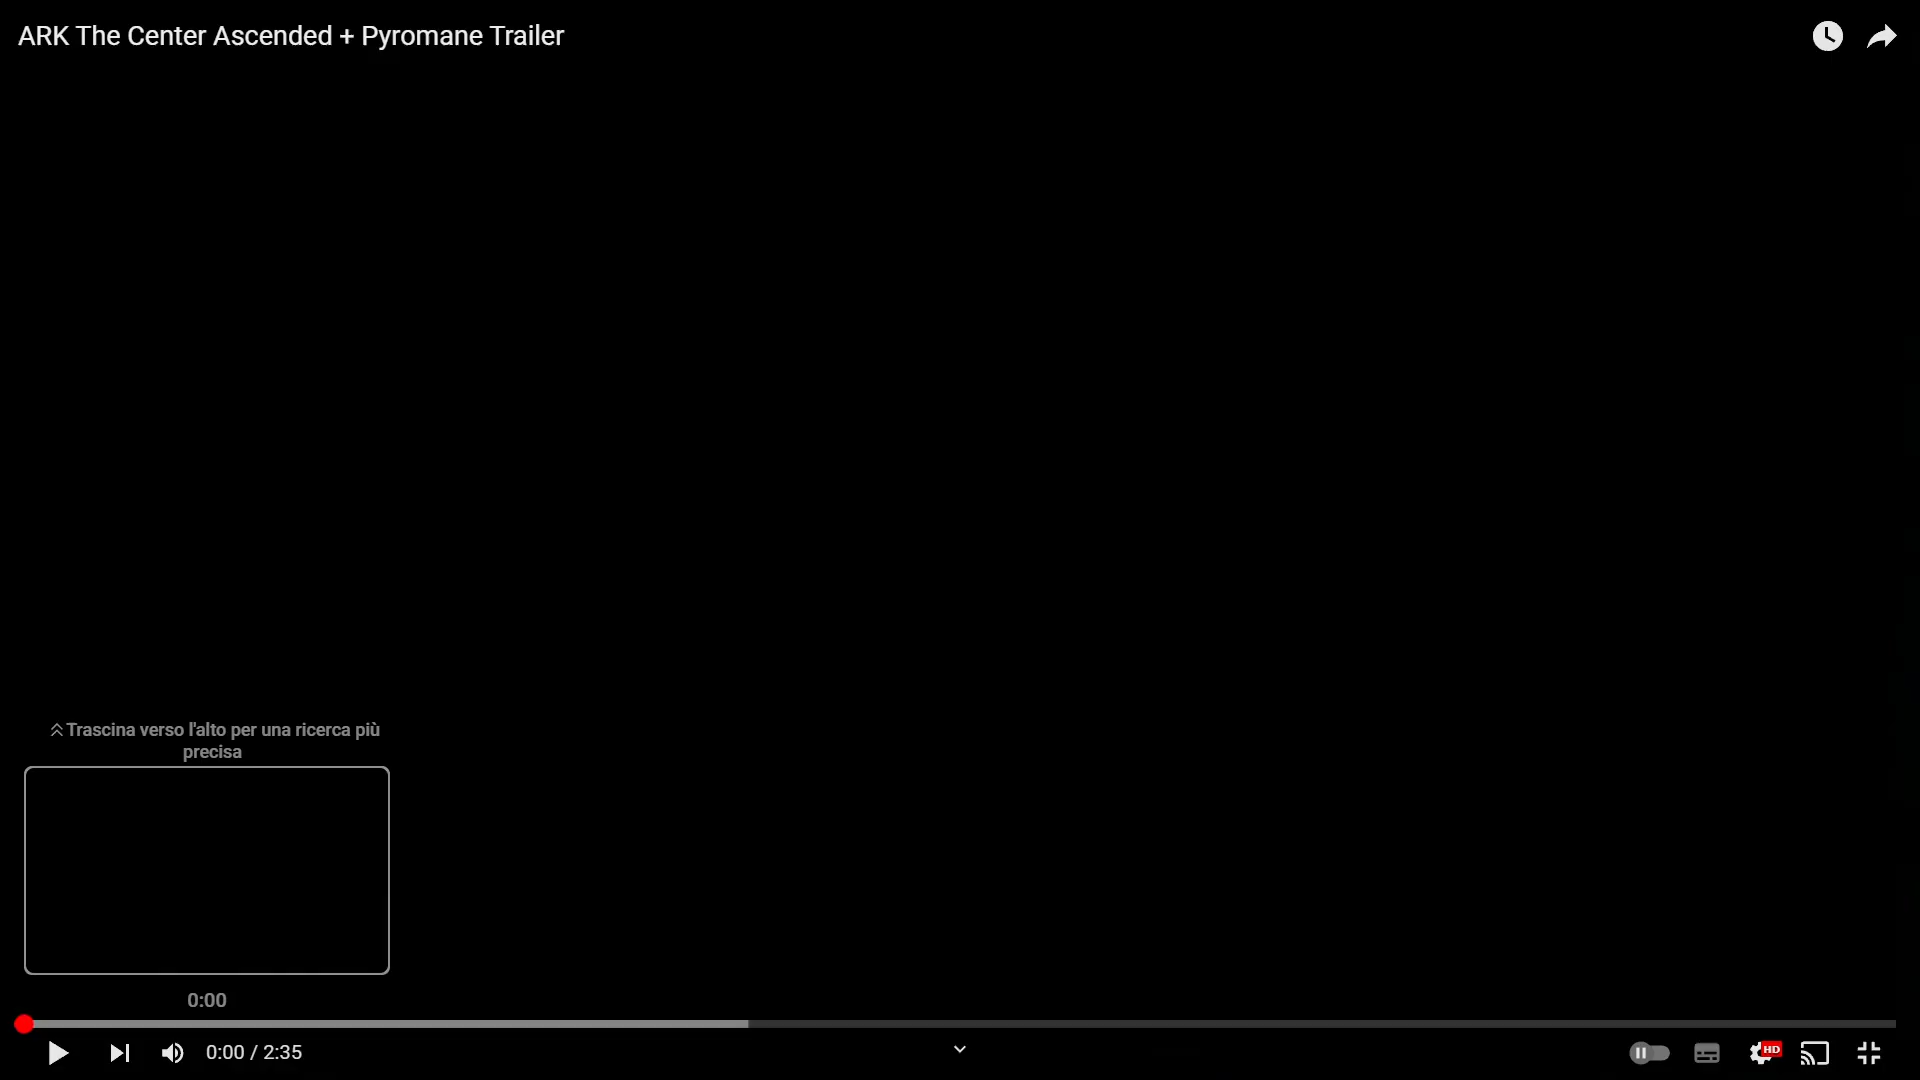 ARK The Center Ascended + Pyromane Trailer
Trascina verso l'alto per una ricerca più
precisa
0:00
0:00 / 2:35
HD